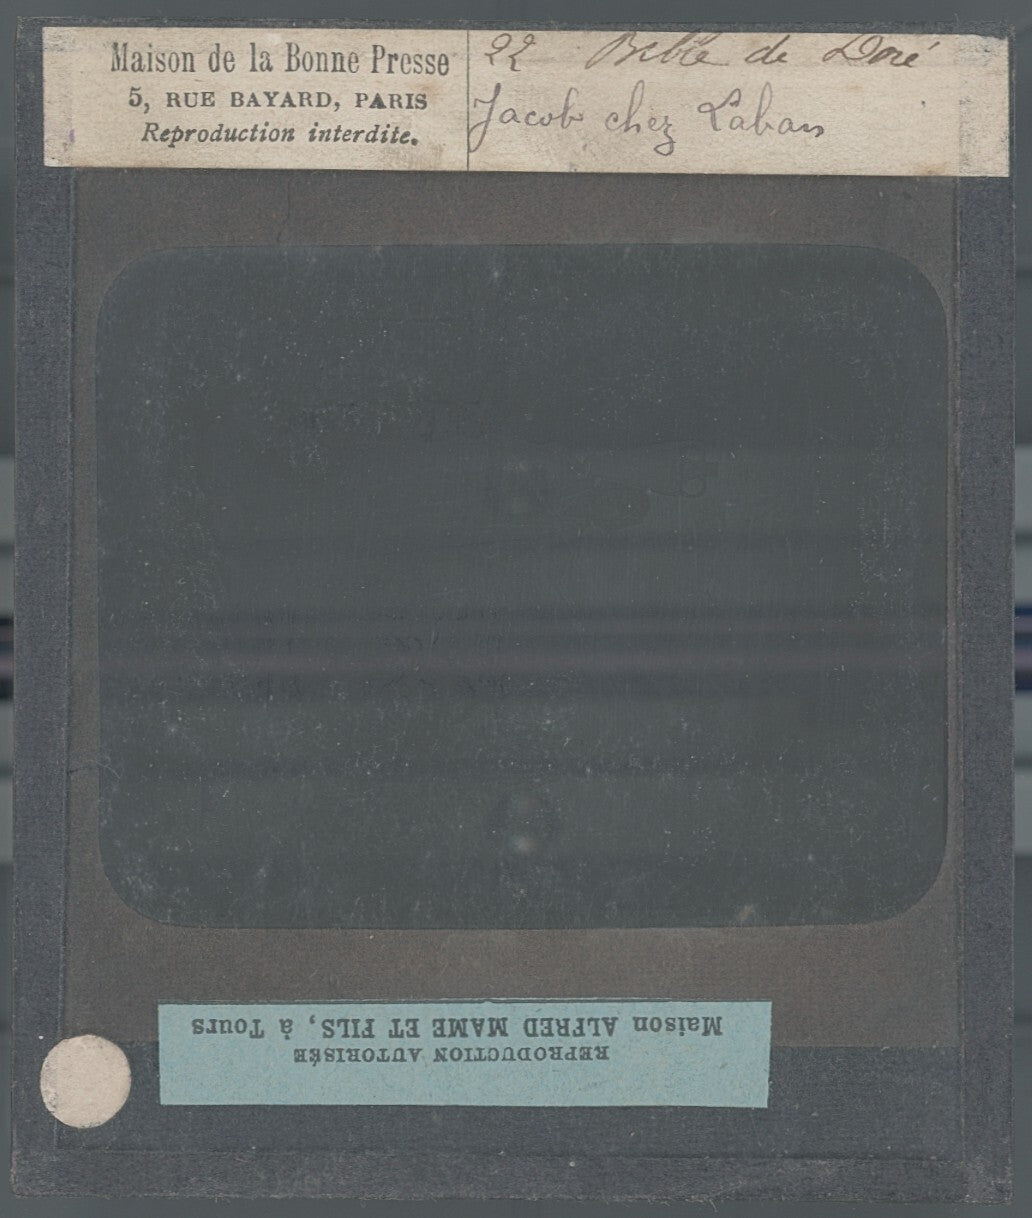 Maison de la Bonne Presse
5, RUE BAYARD, PARIS
Reproduction interdite.
22 Bible de Doré
Jacob chez Laban
REPRODUCTION AUTORISÉE
Maison ALFRED MAME ET FILS, à Tours